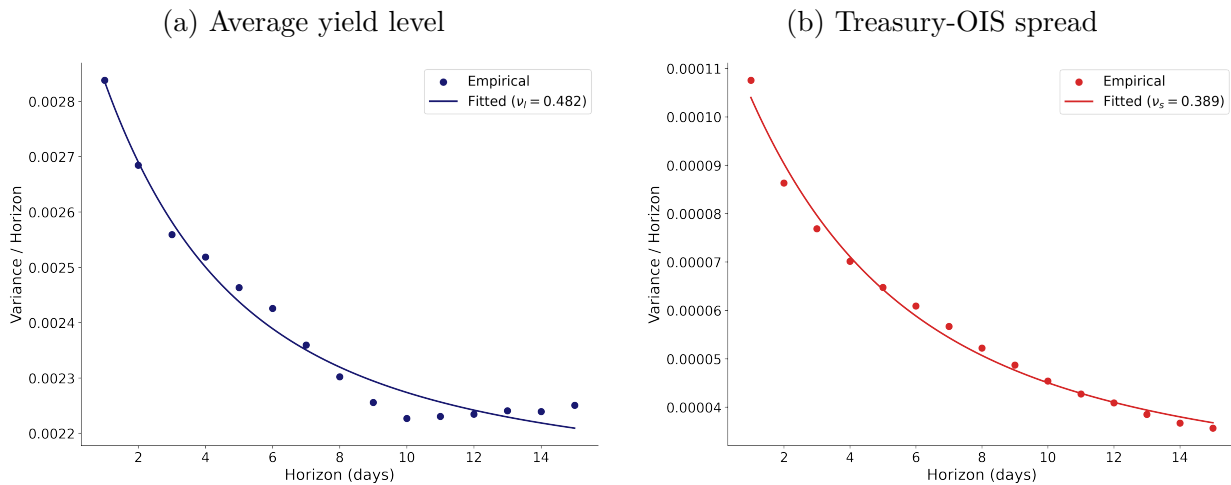 (a) Average yield level
Empirical
Fitted (νl = 0.482)
0.0028
0.0027
0.0026
0.0025
0.0024
0.0023
0.0022
Variance / Horizon
2 4 6 8 10 12 14
Horizon (days)
(b) Treasury-OIS spread
Empirical
Fitted (νs = 0.389)
0.00011
0.00010
0.00009
0.00008
0.00007
0.00006
0.00005
0.00004
Variance / Horizon
2 4 6 8 10 12 14
Horizon (days)